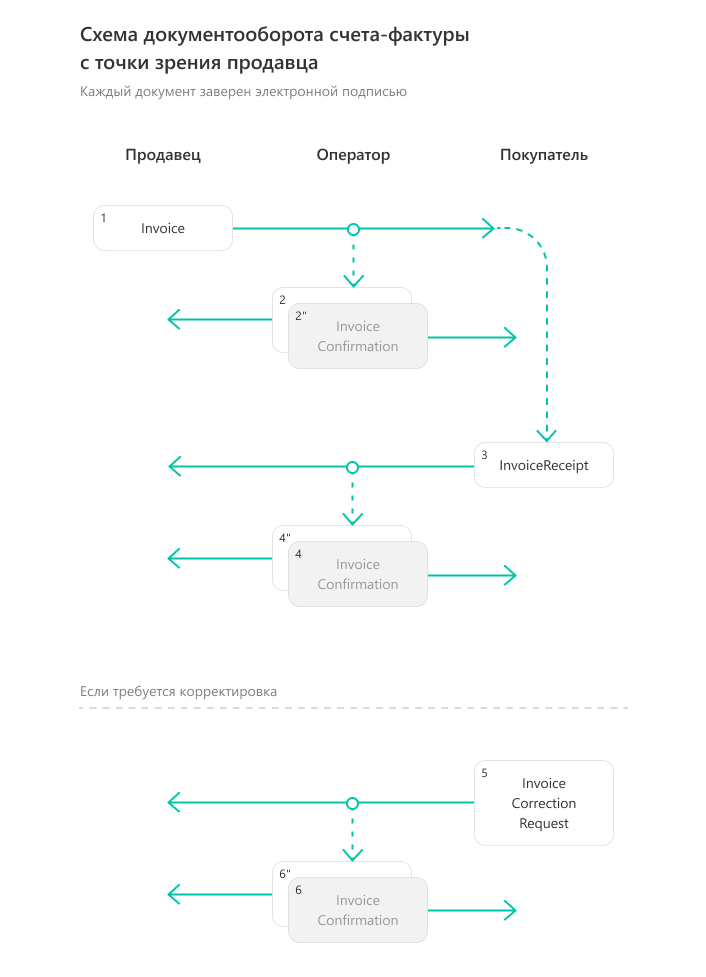 Схема документооборота счета-фактуры
с точки зрения продавца
Каждый документ заверен электронной подписью
Продавец
Оператор
Покупатель
1
Invoice
2
2"
Invoice
Confirmation
3
InvoiceReceipt
4"
4
Invoice
Confirmation
Если требуется корректировка
5
Invoice
Correction
Request
6"
6
Invoice
Confirmation